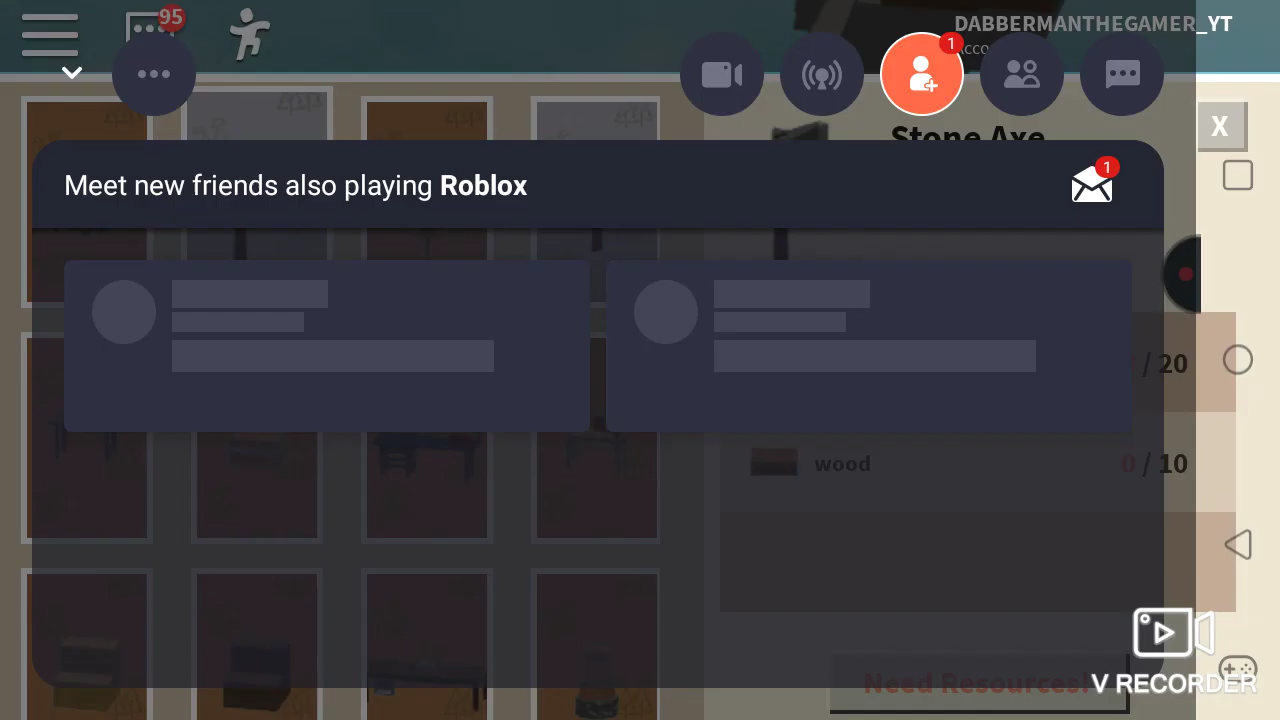 95
DABBERMANTHEGAMER_YT
1
Acco
Stone Axe
X
Meet new friends also playing Roblox
1
/ 20
wood
0 / 10
Need Resources!
V RECORDER